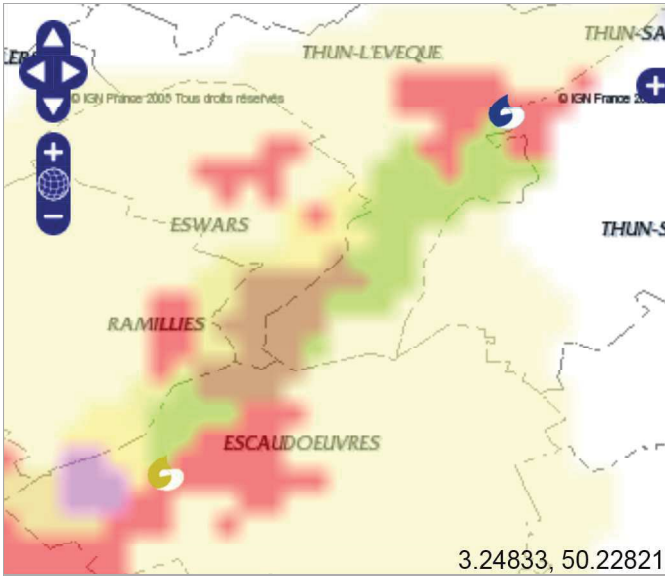 THUN-SA
THUN-L'EVEQUE
LERS
© IGN France 2005 Tous droits réservés
© IGN France 2
ESWARS
THUN-S
RAMILLIES
ESCAUDOEUVRES
3.24833, 50.22821